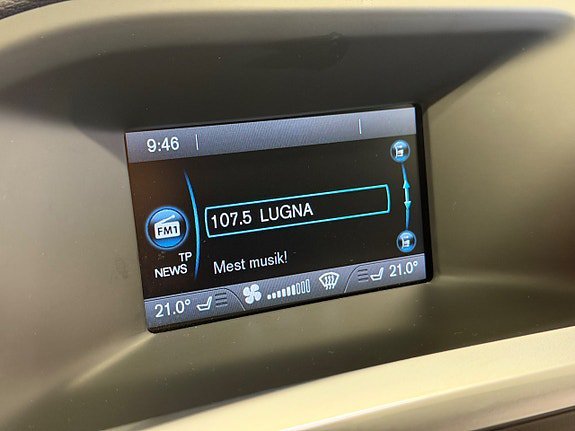 9:46
107.5 LUGNA
FM1
TP
NEWS
Mest musik!
21.0° 21.0°